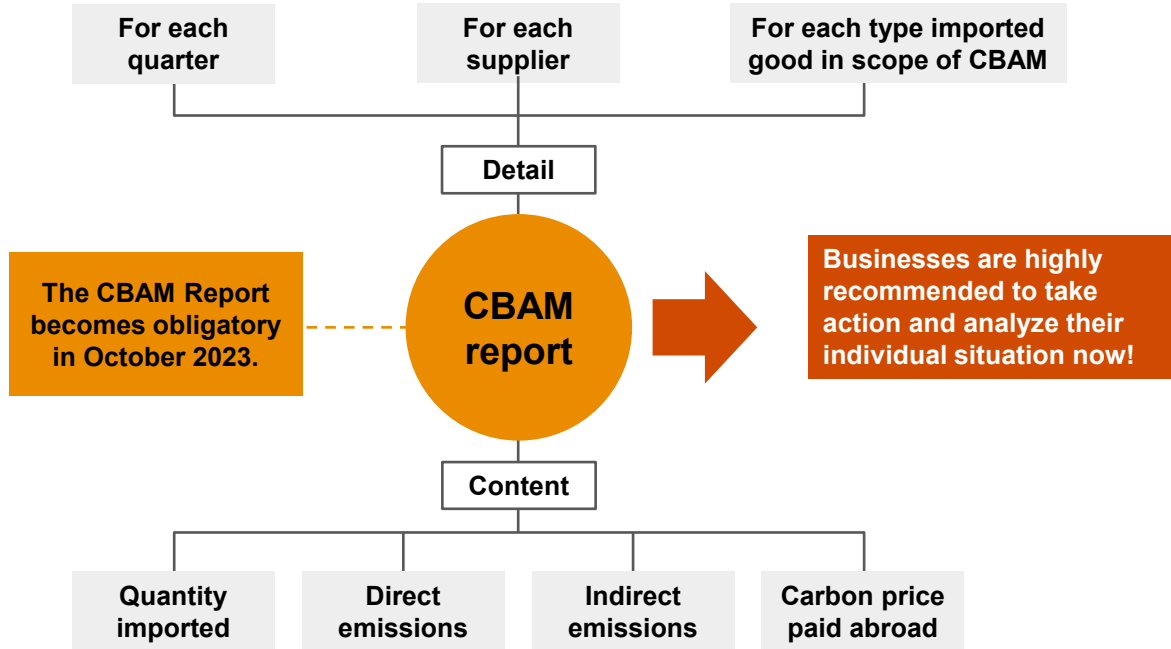 For each
quarter
For each
supplier
For each type imported
good in scope of CBAM
Detail
The CBAM Report
becomes obligatory
in October 2023.
CBAM
report
Businesses are highly
recommended to take
action and analyze their
individual situation now!
Content
Quantity
imported
Direct
emissions
Indirect
emissions
Carbon price
paid abroad